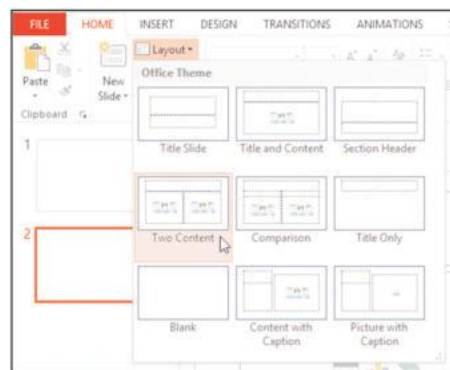 FILE HOME INSERT DESIGN TRANSITIONS ANIMATIONS
Layout
Paste
New
Slide
Clipboard
Office Theme
Title Slide Title and Content Section Header
Two Content Comparison Title Only
Blank Content with Caption Picture with Caption
1
2